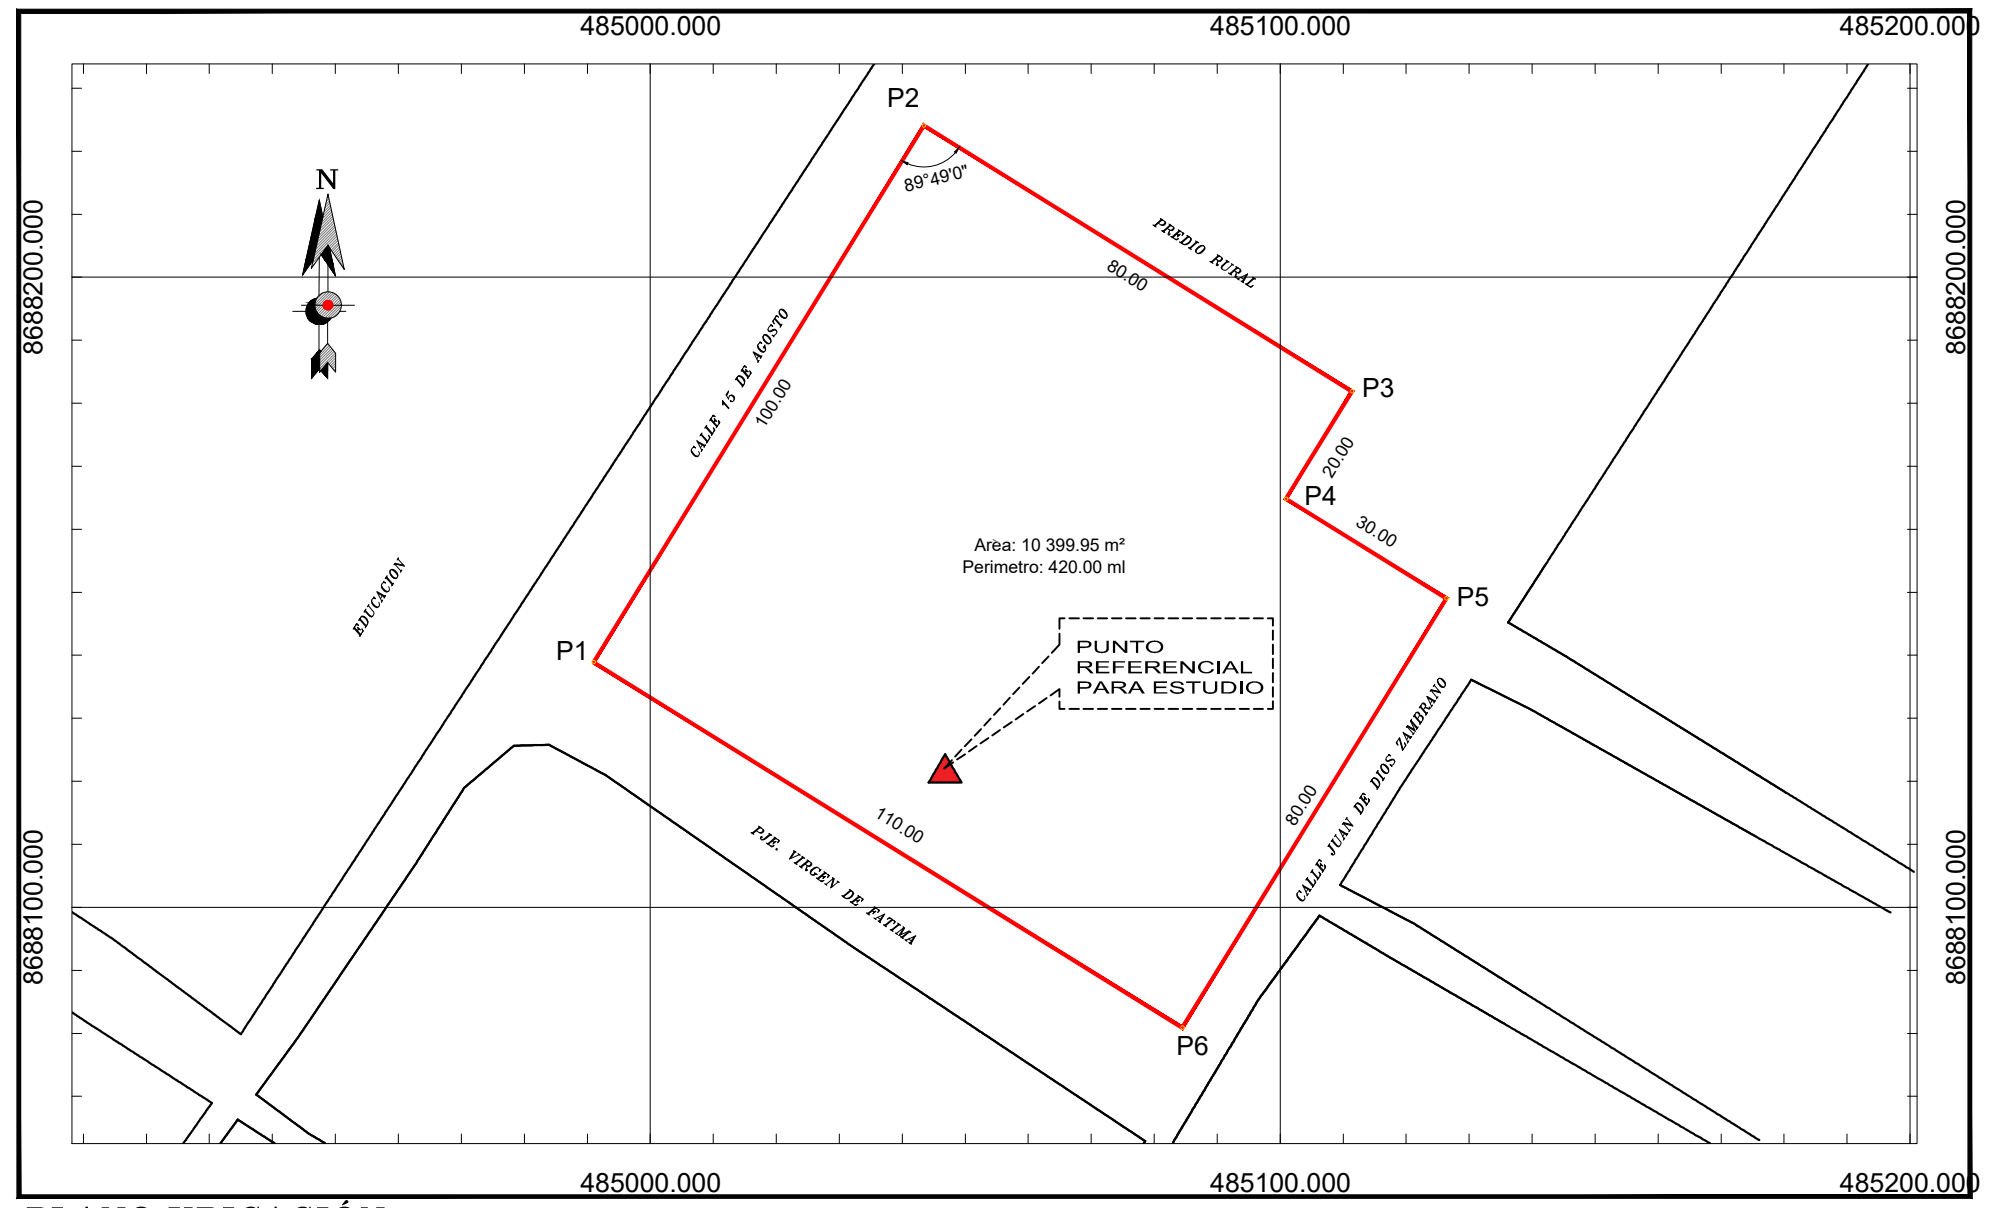 485000.000
485100.000
485200.000
P2
89°49'0"
N
PREDIO RURAL
80.00
8688200.000
8688200.000
CALLE 15 DE AGOSTO
100.00
P3
20.00
P4
30.00
Area: 10 399.95 m²
Perimetro: 420.00 ml
EDUCACION
P5
P1
PUNTO
REFERENCIAL
PARA ESTUDIO
CALLE JUAN DE DIOS ZAMBRANO
80.00
110.00
PJE. VIRGEN DE FATIMA
8688100.000
8688100.000
P6
485000.000
485100.000
485200.000
PLANO UBICACIÓN